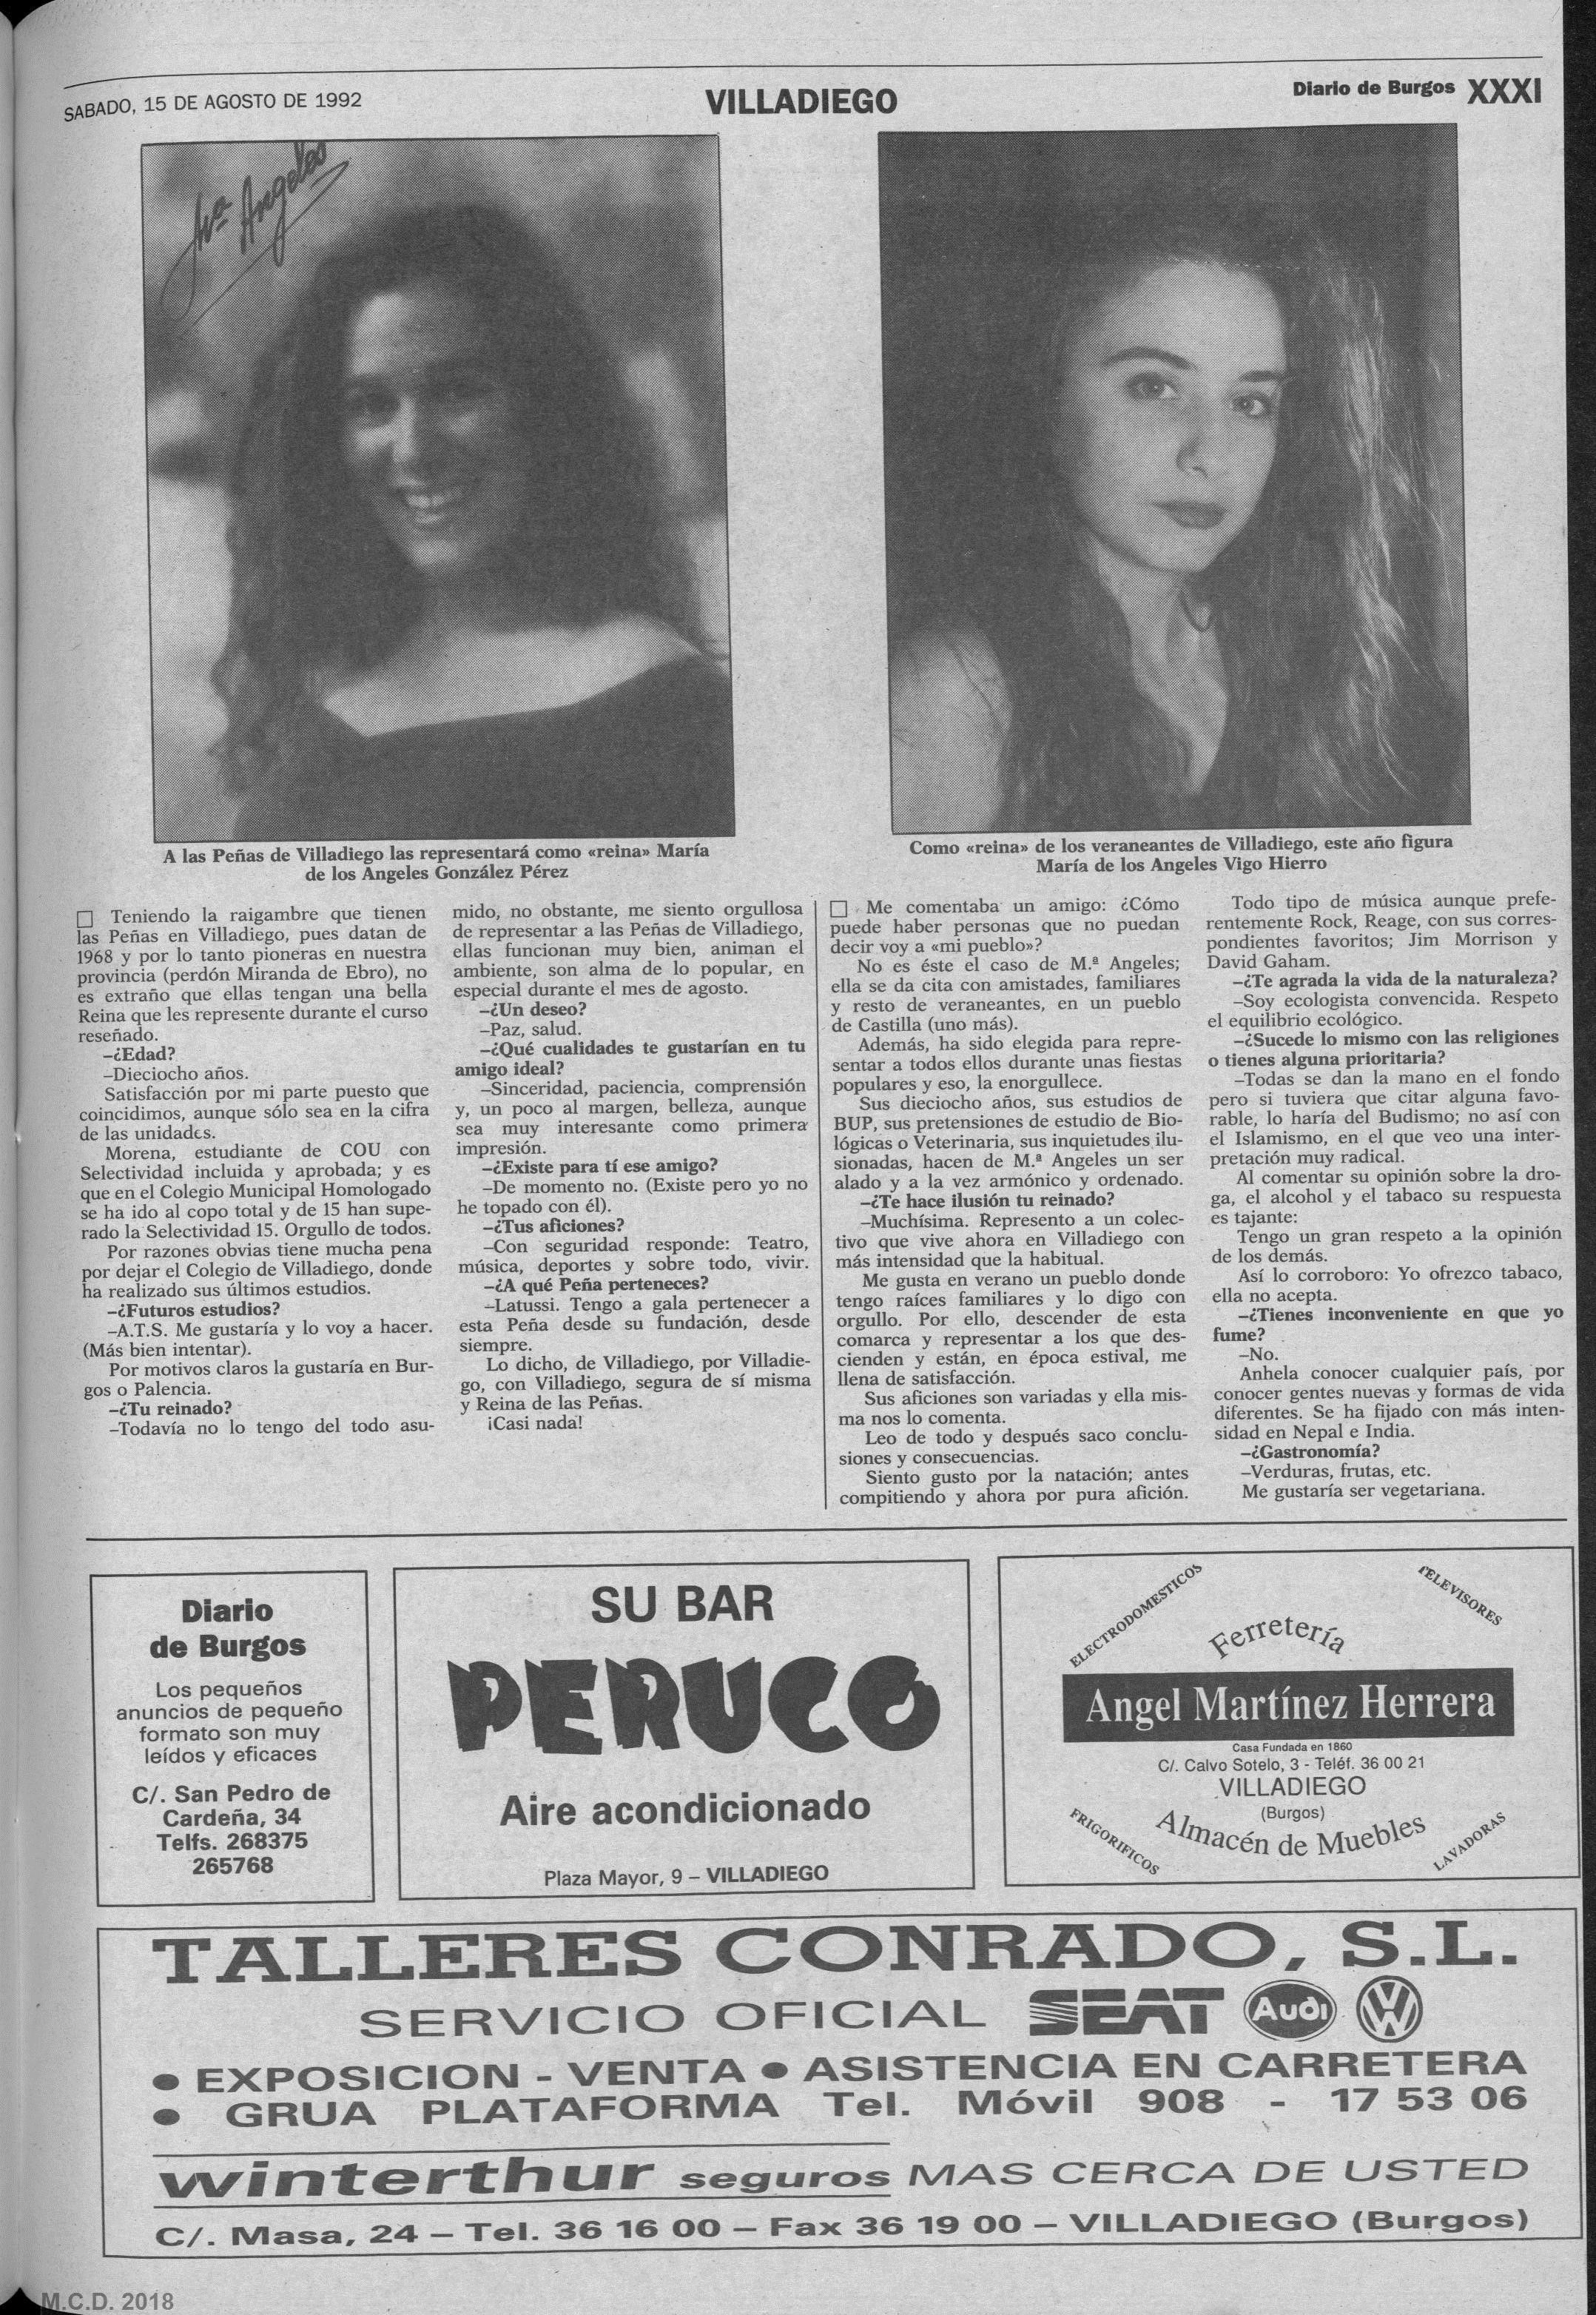 SABADO, 15 DE AGOSTO DE 1992
VILLADIEGO
Diario de Burgos XXXI
Mª Angeles
A las Peñas de Villadiego las representará como «reina» María
de los Angeles González Pérez
Como «reina» de los veraneantes de Villadiego, este año figura
María de los Angeles Vigo Hierro
Teniendo la raigambre que tienen
las Peñas en Villadiego, pues datan de
1968 y por lo tanto pioneras en nuestra
provincia (perdón Miranda de Ebro), no
es extraño que ellas tengan una bella
Reina que les represente durante el curso
reseñado.
–¿Edad?
–Dieciocho años.
Satisfacción por mi parte puesto que
coincidimos, aunque sólo sea en la cifra
de las unidades.
Morena, estudiante de COU con
Selectividad incluida y aprobada; y es
que en el Colegio Municipal Homologado
se ha ido al copo total y de 15 han supe-
rado la Selectividad 15. Orgullo de todos.
Por razones obvias tiene mucha pena
por dejar el Colegio de Villadiego, donde
ha realizado sus últimos estudios.
–¿Futuros estudios?
–A.T.S. Me gustaría y lo voy a hacer.
(Más bien intentar).
Por motivos claros la gustaría en Bur-
gos o Palencia.
–¿Tu reinado?
–Todavía no lo tengo del todo asu-
mido, no obstante, me siento orgullosa
de representar a las Peñas de Villadiego,
ellas funcionan muy bien, animan el
ambiente, son alma de lo popular, en
especial durante el mes de agosto.
–¿Un deseo?
–Paz, salud.
–¿Qué cualidades te gustarían en tu
amigo ideal?
–Sinceridad, paciencia, comprensión
y, un poco al margen, belleza, aunque
sea muy interesante como primera
impresión.
–¿Existe para tí ese amigo?
–De momento no. (Existe pero yo no
he topado con él).
–¿Tus aficiones?
–Con seguridad responde: Teatro,
música, deportes y sobre todo, vivir.
–¿A qué Peña perteneces?
–Latussi. Tengo a gala pertenecer a
esta Peña desde su fundación, desde
siempre.
Lo dicho, de Villadiego, por Villadie-
go, con Villadiego, segura de sí misma
y Reina de las Peñas.
¡Casi nada!
Me comentaba un amigo: ¿Cómo
puede haber personas que no puedan
decir voy a «mi pueblo»?
No es éste el caso de M.ª Angeles;
ella se da cita con amistades, familiares
y resto de veraneantes, en un pueblo
de Castilla (uno más).
Además, ha sido elegida para repre-
sentar a todos ellos durante unas fiestas
populares y eso, la enorgullece.
Sus dieciocho años, sus estudios de
BUP, sus pretensiones de estudio de Bio-
lógicas o Veterinaria, sus inquietudes ilu-
sionadas, hacen de M.ª Angeles un ser
alado y a la vez armónico y ordenado.
–¿Te hace ilusión tu reinado?
–Muchísima. Represento a un colec-
tivo que vive ahora en Villadiego con
más intensidad que la habitual.
Me gusta en verano un pueblo donde
tengo raíces familiares y lo digo con
orgullo. Por ello, descender de esta
comarca y representar a los que des-
cienden y están, en época estival, me
llena de satisfacción.
Sus aficiones son variadas y ella mis-
ma nos lo comenta.
Leo de todo y después saco conclu-
siones y consecuencias.
Siento gusto por la natación; antes
compitiendo y ahora por pura afición.
Todo tipo de música aunque prefe-
rentemente Rock, Reage, con sus corres-
pondientes favoritos; Jim Morrison y
David Gaham.
–¿Te agrada la vida de la naturaleza?
–Soy ecologista convencida. Respeto
el equilibrio ecológico.
–¿Sucede lo mismo con las religiones
o tienes alguna prioritaria?
–Todas se dan la mano en el fondo
pero si tuviera que citar alguna favo-
rable, lo haría del Budismo; no así con
el Islamismo, en el que veo una inter-
pretación muy radical.
Al comentar su opinión sobre la dro-
ga, el alcohol y el tabaco su respuesta
es tajante:
Tengo un gran respeto a la opinión
de los demás.
Así lo corroboro: Yo ofrezco tabaco,
ella no acepta.
–¿Tienes inconveniente en que yo
fume?
–No.
Anhela conocer cualquier país, por
conocer gentes nuevas y formas de vida
diferentes. Se ha fijado con más inten-
sidad en Nepal e India.
–¿Gastronomía?
–Verduras, frutas, etc.
Me gustaría ser vegetariana.
Diario
de Burgos
Los pequeños
anuncios de pequeño
formato son muy
leídos y eficaces
C/. San Pedro de
Cardeña, 34
Telfs. 268375
265768
SU BAR
PERUCO
Aire acondicionado
Plaza Mayor, 9 – VILLADIEGO
ELECTRODOMESTICOS
TELEVISORES
Ferretería
Angel Martínez Herrera
Casa Fundada en 1860
C/. Calvo Sotelo, 3 - Teléf. 36 00 21
VILLADIEGO
(Burgos)
Almacén de Muebles
FRIGORIFICOS
LAVADORAS
TALLERES CONRADO, S.L.
SERVICIO OFICIAL SEAT Audi VW
● EXPOSICION - VENTA ● ASISTENCIA EN CARRETERA
● GRUA PLATAFORMA Tel. Móvil 908 - 17 53 06
winterthur seguros MAS CERCA DE USTED
C/. Masa, 24 – Tel. 36 16 00 – Fax 36 19 00 – VILLADIEGO (Burgos)
M.C.D. 2018